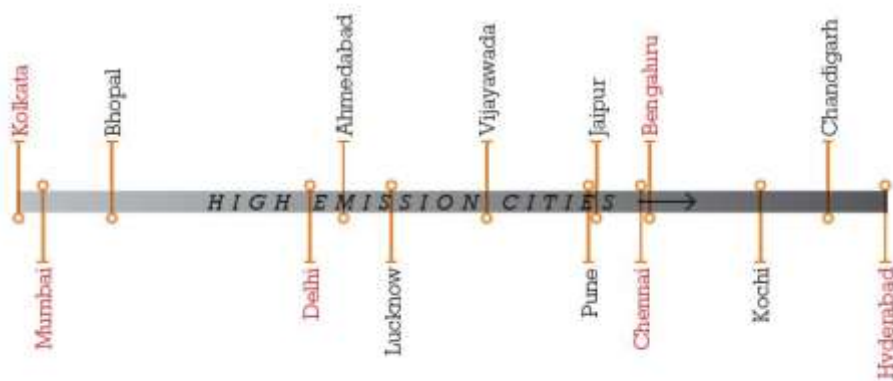 Kolkata
Bhopal
Ahmedabad
Vijayawada
Jaipur
Bengaluru
Chandigarh
HIGH EMISSION CITIES
Mumbai
Delhi
Lucknow
Pune
Chennai
Kochi
Hyderabad